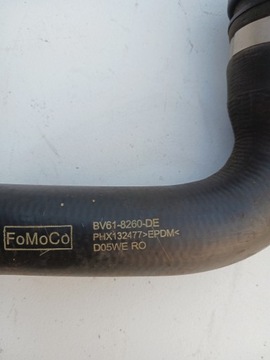 FoMoCo
BV61-8260-DE
PHX132477>EPDM<
D05WE RO